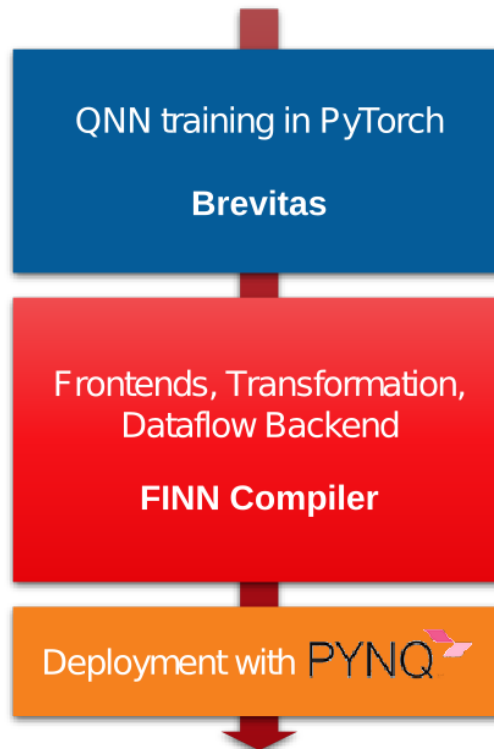 QNN training in PyTorch
Brevitas
Frontends, Transformation,
Dataflow Backend
FINN Compiler
Deployment with PYNQ